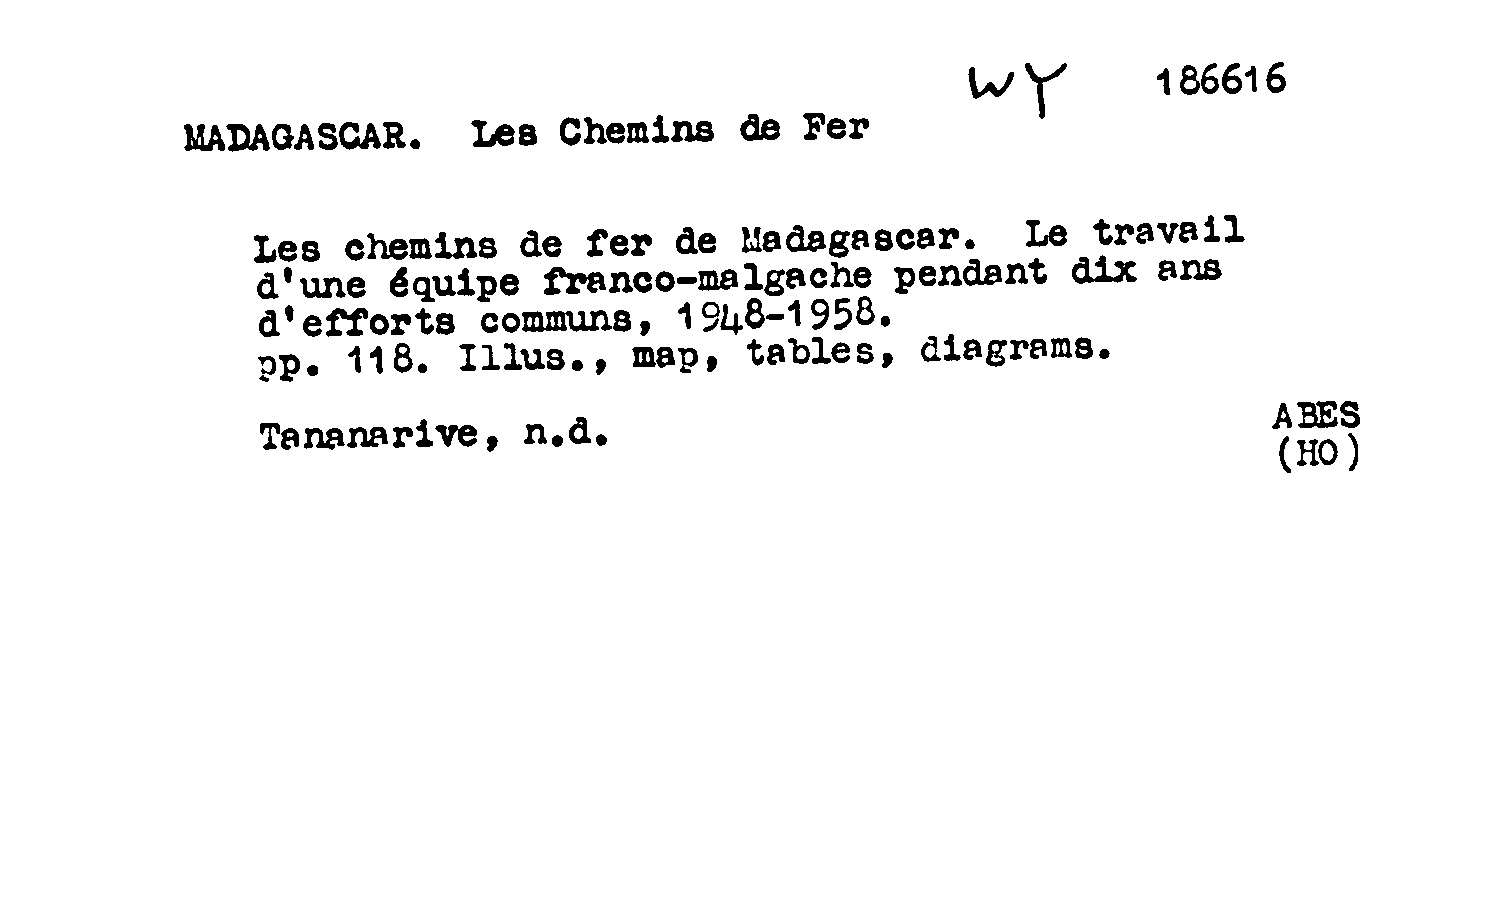 WY 186616
MADAGASCAR. Les Chemins de Fer
Les chemins de fer de Madagascar. Le travail
d'une équipe franco-malgache pendant dix ans
d'efforts communs, 1948-1958.
pp. 118. Illus., map, tables, diagrams.
Tananarive, n.d.
ABES
(HO)